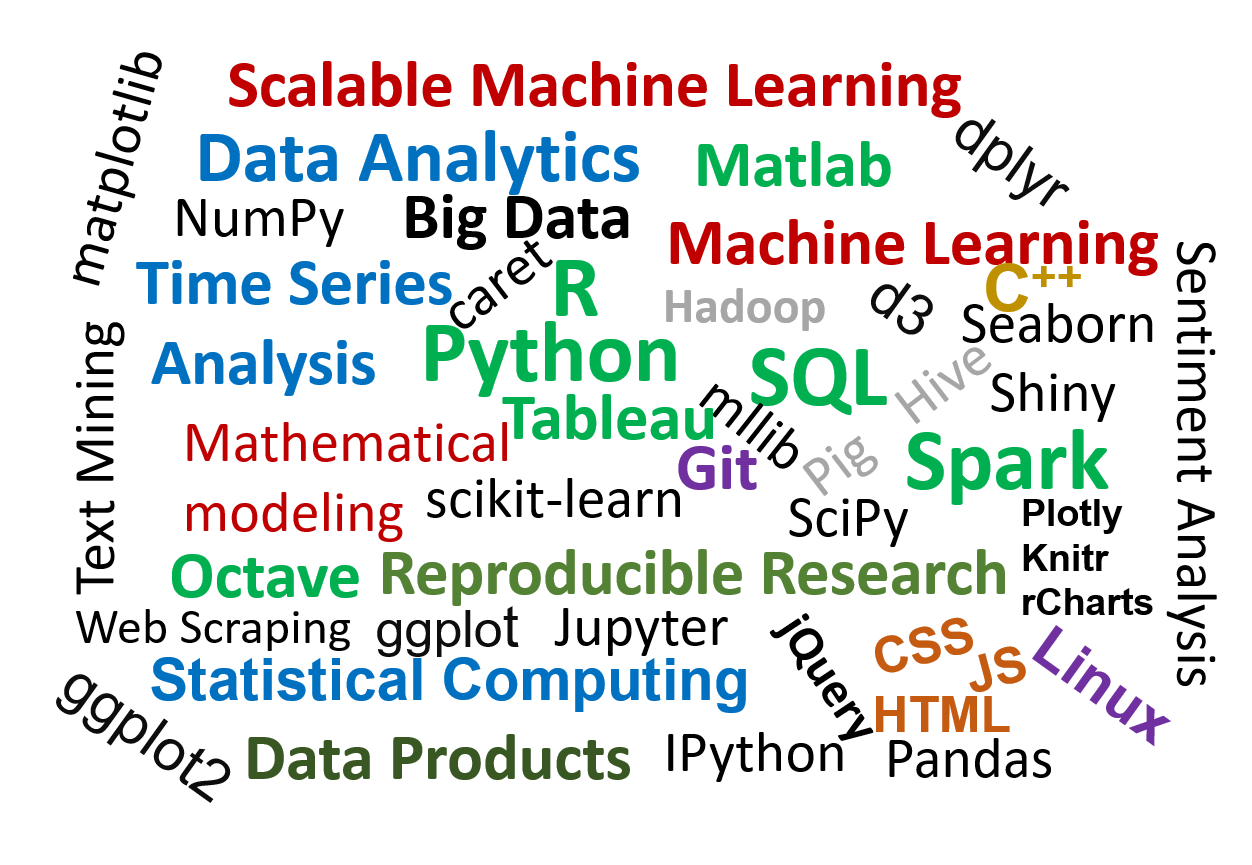 matplotlib
Scalable Machine Learning
Data Analytics
Matlab
dplyr
NumPy
Big Data
Machine Learning
Time Series
caret
R
Hadoop
d3
C++
Seaborn
Sentiment Analysis
Text Mining
Analysis
Python
SQL
Hive
Shiny
Tableau
mllib
Mathematical
Git
Pig
Spark
modeling
scikit-learn
SciPy
Plotly
Knitr
rCharts
Octave
Reproducible Research
Web Scraping
ggplot
Jupyter
jQuery
CSS
JS
Linux
Statistical Computing
HTML
ggplot2
Data Products
IPython
Pandas